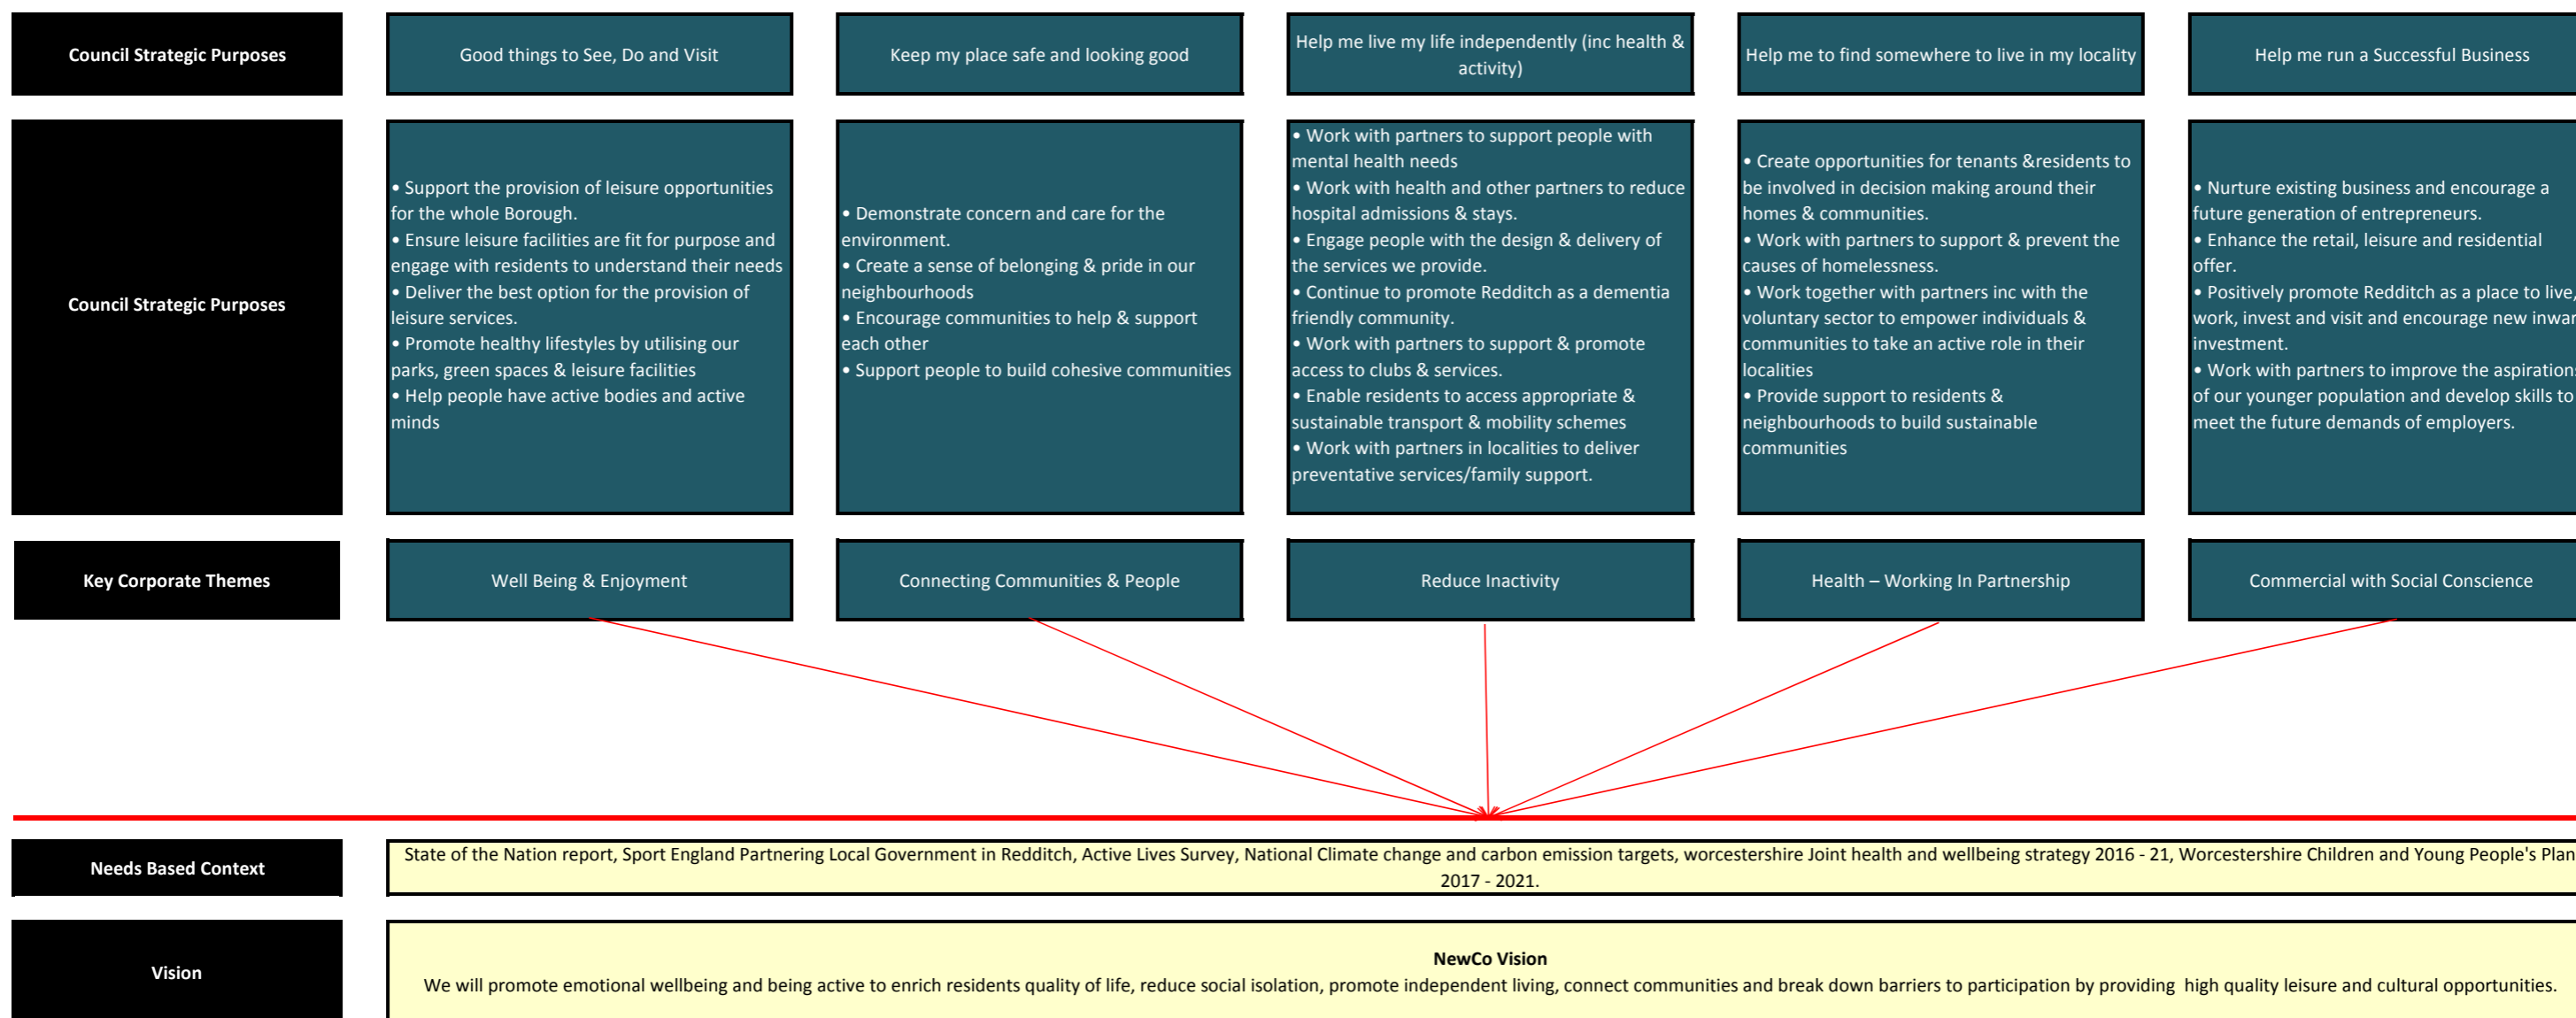 Council Strategic Purposes
Good things to See, Do and Visit
Keep my place safe and looking good
Help me live my life independently (inc health &
activity)
Help me to find somewhere to live in my locality
Help me run a Successful Business
Council Strategic Purposes
• Support the provision of leisure opportunities
for the whole Borough.
• Ensure leisure facilities are fit for purpose and
engage with residents to understand their needs
• Deliver the best option for the provision of
leisure services.
• Promote healthy lifestyles by utilising our
parks, green spaces & leisure facilities
• Help people have active bodies and active
minds
• Demonstrate concern and care for the
environment.
• Create a sense of belonging & pride in our
neighbourhoods
• Encourage communities to help & support
each other
• Support people to build cohesive communities
• Work with partners to support people with
mental health needs
• Work with health and other partners to reduce
hospital admissions & stays.
• Engage people with the design & delivery of
the services we provide.
• Continue to promote Redditch as a dementia
friendly community.
• Work with partners to support & promote
access to clubs & services.
• Enable residents to access appropriate &
sustainable transport & mobility schemes
• Work with partners in localities to deliver
preventative services/family support.
• Create opportunities for tenants &residents to
be involved in decision making around their
homes & communities.
• Work with partners to support & prevent the
causes of homelessness.
• Work together with partners inc with the
voluntary sector to empower individuals &
communities to take an active role in their
localities
• Provide support to residents &
neighbourhoods to build sustainable
communities
• Nurture existing business and encourage a
future generation of entrepreneurs.
• Enhance the retail, leisure and residential
offer.
• Positively promote Redditch as a place to live,
work, invest and visit and encourage new
investment.
• Work with partners to improve the
of our younger population and develop skills to
meet the future demands of employers.
Key Corporate Themes
Well Being & Enjoyment
Connecting Communities & People
Reduce Inactivity
Health – Working In Partnership
Commercial with Social Conscience
Needs Based Context
State of the Nation report, Sport England Partnering Local Government in Redditch, Active Lives Survey, National Climate change and carbon emission targets, worcestershire Joint health and wellbeing strategy 2016 - 21, Worcestershire Children and Young People's Plan
2017 - 2021.
Vision
NewCo Vision
We will promote emotional wellbeing and being active to enrich residents quality of life, reduce social isolation, promote independent living, connect communities and break down barriers to participation by providing high quality leisure and cultural opportunities.